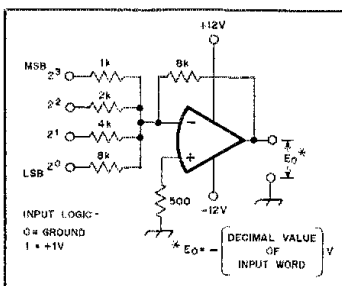 +12V
MSB 2³ 1k 8k
2² 2k
2¹ 4k
LSB 2⁰ 8k
−
+
E₀*
500
-12V
INPUT LOGIC -
0 = GROUND
1 = +1V
* E₀ = - [DECIMAL VALUE OF INPUT WORD] V